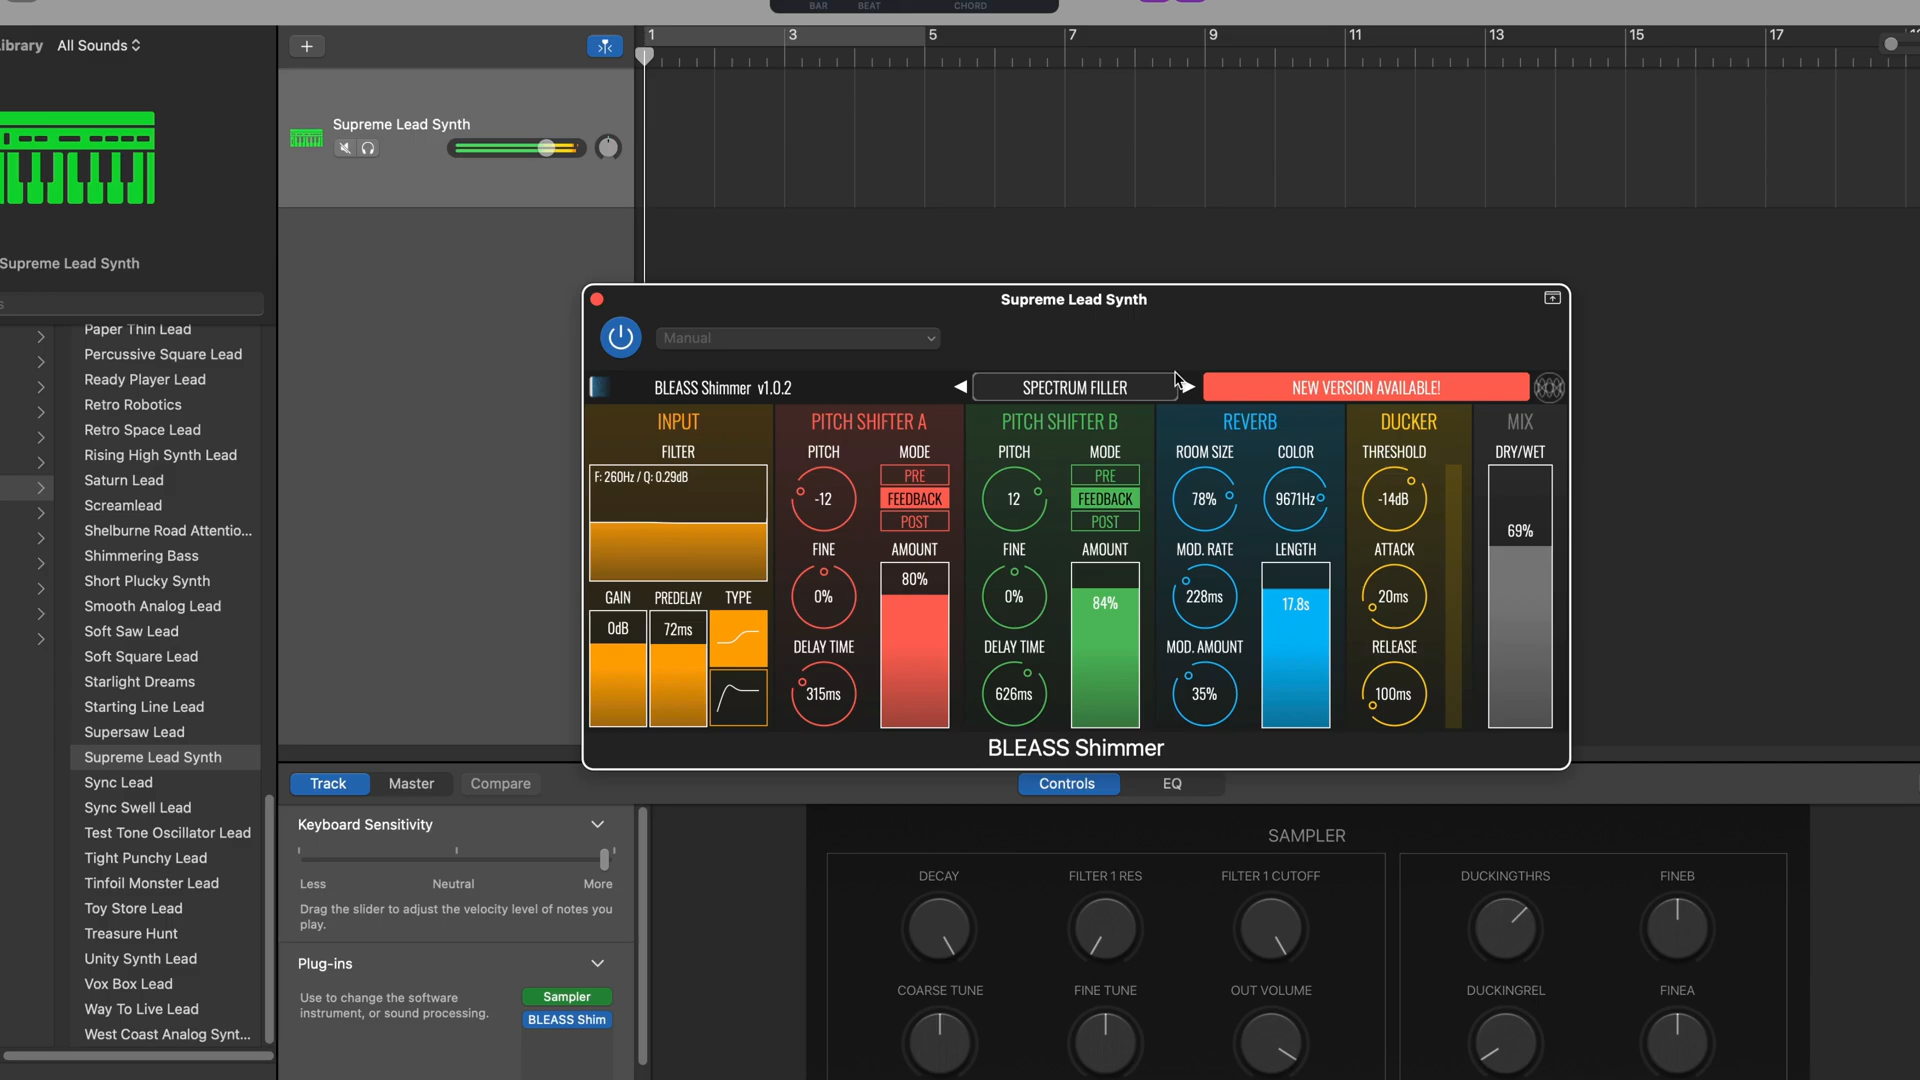 BAR BEAT CHORD
ibrary All Sounds
1 3 5 7 9 11 13 15 17
Supreme Lead Synth
Supreme Lead Synth
s
Paper Thin Lead
Percussive Square Lead
Ready Player Lead
Retro Robotics
Retro Space Lead
Rising High Synth Lead
Saturn Lead
Screamlead
Shelburne Road Attentio...
Shimmering Bass
Short Plucky Synth
Smooth Analog Lead
Soft Saw Lead
Soft Square Lead
Starlight Dreams
Starting Line Lead
Supersaw Lead
Supreme Lead Synth
Sync Lead
Sync Swell Lead
Test Tone Oscillator Lead
Tight Punchy Lead
Tinfoil Monster Lead
Toy Store Lead
Treasure Hunt
Unity Synth Lead
Vox Box Lead
Way To Live Lead
West Coast Analog Synt...
Supreme Lead Synth
Manual
BLEASS Shimmer v1.0.2
SPECTRUM FILLER
NEW VERSION AVAILABLE!
INPUT
FILTER
F: 260Hz / Q: 0.29dB
GAIN PREDELAY TYPE
0dB 72ms
PITCH SHIFTER A
PITCH MODE
-12
PRE
FEEDBACK
POST
FINE AMOUNT
0% 80%
DELAY TIME
315ms
PITCH SHIFTER B
PITCH MODE
12
PRE
FEEDBACK
POST
FINE AMOUNT
0% 84%
DELAY TIME
626ms
REVERB
ROOM SIZE COLOR
78% 9671Hz
MOD. RATE LENGTH
228ms 17.8s
MOD. AMOUNT
35%
DUCKER
THRESHOLD
-14dB
ATTACK
20ms
RELEASE
100ms
MIX
DRY/WET
69%
BLEASS Shimmer
Track Master Compare
Controls EQ
Keyboard Sensitivity
Less Neutral More
Drag the slider to adjust the velocity level of notes you
play.
Plug-ins
Use to change the software
instrument, or sound processing.
Sampler
BLEASS Shim
SAMPLER
DECAY FILTER 1 RES FILTER 1 CUTOFF DUCKINGTHRS FINEB
COARSE TUNE FINE TUNE OUT VOLUME DUCKINGREL FINEA